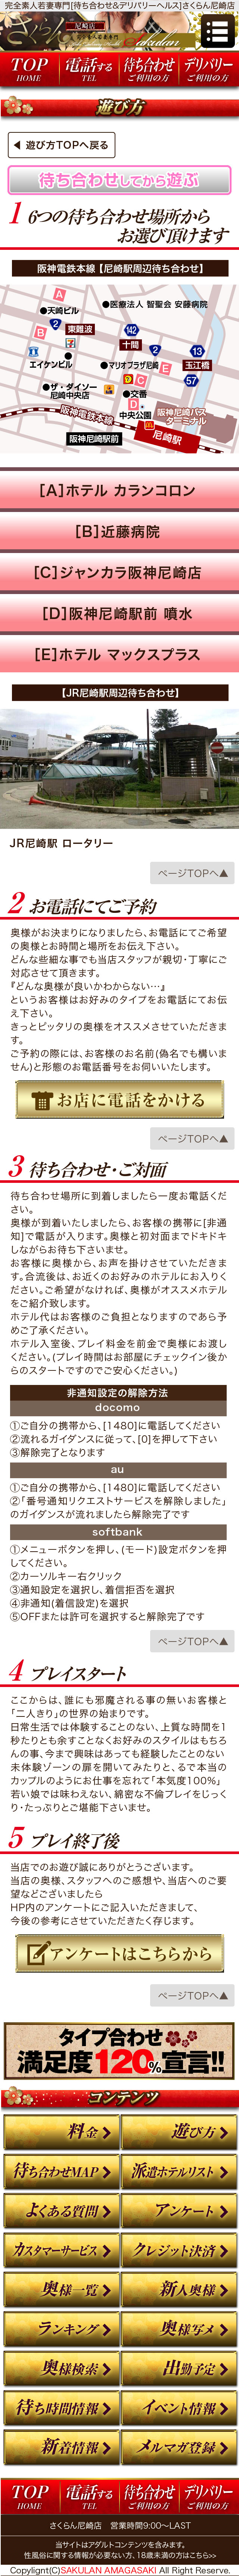 完全素人若妻専門[待ち合わせ&デリバリーヘルス]さくらん尼崎店
さくらん
尼崎店
Sakuran
TOP
HOME
電話する
TEL
待ち合わせ
ご利用の方
デリバリー
ご利用の方
遊び方
◀ 遊び方TOPへ戻る
待ち合わせしてから遊ぶ
1 6つの待ち合わせ場所から
お選び頂けます
阪神電鉄本線 【尼崎駅周辺待ち合わせ】
A
●天崎ビル
●医療法人 智聖会 安藤病院
2
B
東難波
142
十間
2
13
エイケンビル
●マリオプラザ尼崎
E
玉江橋
57
●ザ・ダイソー
尼崎中央店
C
●交番
D
中央公園
阪神尼崎バス
ターミナル
阪神電鉄本線
尼崎駅
阪神尼崎駅前
[A]ホテル カランコロン
[B]近藤病院
[C]ジャンカラ阪神尼崎店
[D]阪神尼崎駅前 噴水
[E]ホテル マックスプラス
【JR尼崎駅周辺待ち合わせ】
JR尼崎駅 ロータリー
ページTOPへ▲
2 お電話にてご予約
奥様がお決まりになりましたら、お電話にてご希望
の奥様とお時間と場所をお伝え下さい。
どんな些細な事でも当店スタッフが親切・丁寧にご
対応させて頂きます。
『どんな奥様が良いかわからない…』
というお客様はお好みのタイプをお電話にてお伝
え下さい。
きっとピッタリの奥様をオススメさせていただきま
す。
ご予約の際には、お客様のお名前(偽名でも構いま
せん)と形態のお電話番号をお伺いいたします。
お店に電話をかける
ページTOPへ▲
3 待ち合わせ・ご対面
待ち合わせ場所に到着しましたら一度お電話くだ
さい。
奥様が到着いたしましたら、お客様の携帯に[非通
知]で電話が入ります。奥様と初対面までドキドキ
しながらお待ち下さいませ。
お客様に奥様から、お声を掛けさせていただきま
す。合流後は、お近くのお好みのホテルにお入りく
ださい。ご希望がなければ、奥様がオススメホテル
をご紹介致します。
ホテル代はお客様のご負担となりますのであら予
めご了承ください。
ホテル入室後、プレイ料金を前金で奥様にお渡し
ください。(プレイ時間はお部屋にチェックイン後か
らのスタートですのでご安心ください。)
非通知設定の解除方法
docomo
①ご自分の携帯から、[1480]に電話してください
②流れるガイダンスに従って、[0]を押して下さい
③解除完了となります
au
①ご自分の携帯から、[1480]に電話してください
②「番号通知リクエストサービスを解除しました」
のガイダンスが流れましたら解除完了です
softbank
①メニューボタンを押し、(モード)設定ボタンを押
してください。
②カーソルキー右クリック
③通知設定を選択し、着信拒否を選択
④非通知(着信設定)を選択
⑤OFFまたは許可を選択すると解除完了です
ページTOPへ▲
4 プレイスタート
ここからは、誰にも邪魔される事の無いお客様と
「二人きり」の世界の始まりです。
日常生活では体験することのない、上質な時間を1
秒たりとも余すことなくお好みのスタイルはもちろ
んの事、今まで興味はあっても経験したことのない
未体験ゾーンの扉を開いてみたりと、るで本当の
カップルのようにお仕事を忘れて「本気度100%」
若い娘では味わえない、綿密な不倫プレイをじっく
り・たっぷりとご堪能下さいませ。
5 プレイ終了後
当店でのお遊び誠にありがとうございます。
当店の奥様、スタッフへのご感想や、当店へのご要
望などございましたら
HP内のアンケートにご記入いただきまして、
今後の参考にさせていただきたく存じます。
アンケートはこちらから
ページTOPへ▲
タイプ合わせ
満足度120%宣言!!
コンテンツ
料金
遊び方
待ち合わせMAP
派遣ホテルリスト
よくある質問
アンケート
カスタマーサービス
クレジット決済
奥様一覧
新人奥様
ランキング
奥様写メ
奥様検索
出勤予定
待ち時間情報
イベント情報
新着情報
メルマガ登録
TOP
HOME
電話する
TEL
待ち合わせ
ご利用の方
デリバリー
ご利用の方
さくらん尼崎店 営業時間9:00〜LAST
当サイトはアダルトコンテンツを含みます。
性風俗に関する情報が必要ない方、18歳未満の方はこちら>>
Copylight(C)SAKULAN AMAGASAKI All Right Reserve.